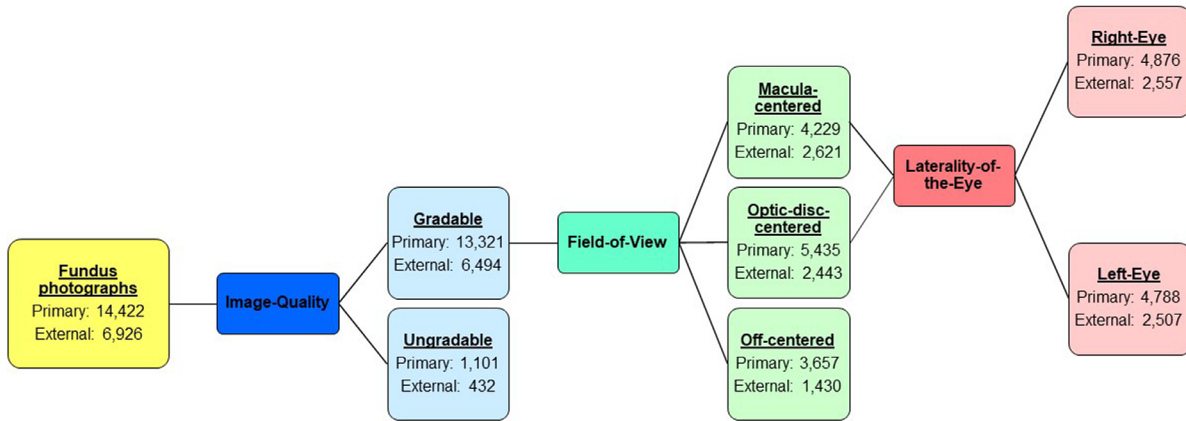 Fundus
photographs
Primary: 14,422
External: 6,926
Image-Quality
Gradable
Primary: 13,321
External: 6,494
Ungradable
Primary: 1,101
External: 432
Field-of-View
Macula-
centered
Primary: 4,229
External: 2,621
Optic-disc-
centered
Primary: 5,435
External: 2,443
Off-centered
Primary: 3,657
External: 1,430
Laterality-of-
the-Eye
Right-Eye
Primary: 4,876
External: 2,557
Left-Eye
Primary: 4,788
External: 2,507